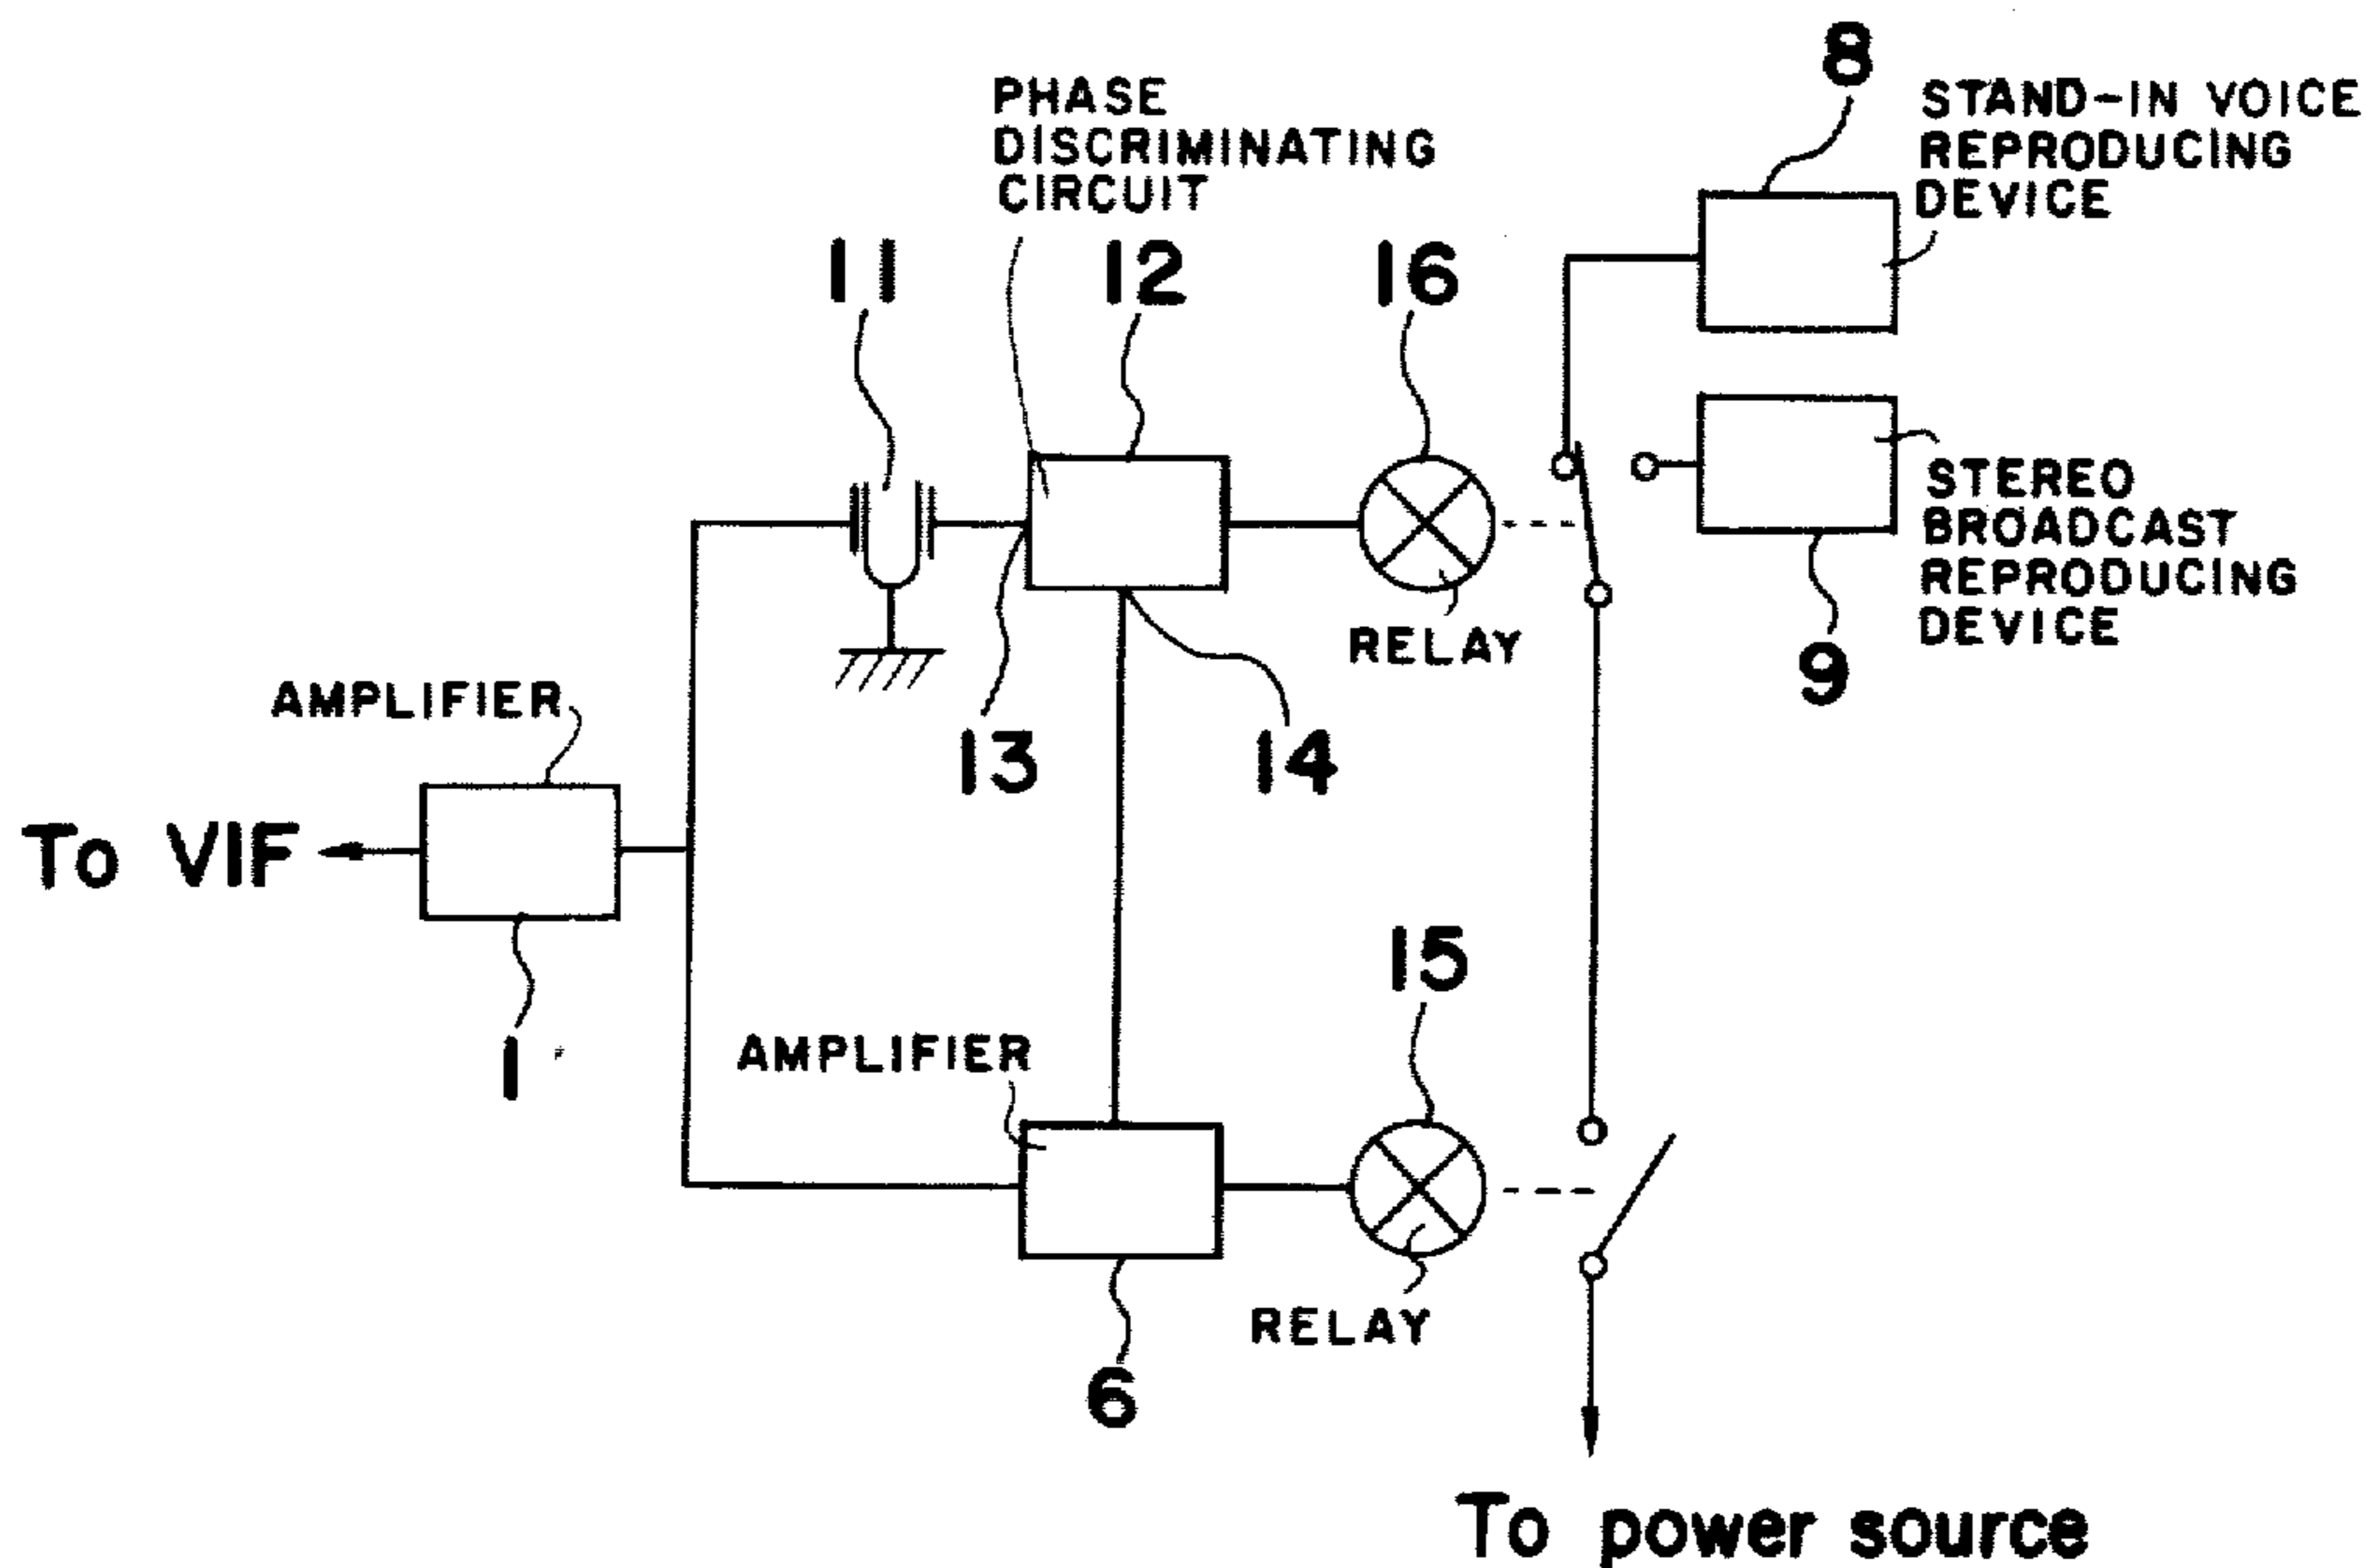 8
STAND-IN VOICE
REPRODUCING
DEVICE
PHASE
DISCRIMINATING
CIRCUIT
11
12
16
STEREO
BROADCAST
REPRODUCING
DEVICE
9
RELAY
13
14
AMPLIFIER
To VIF
1
15
AMPLIFIER
RELAY
6
To power source